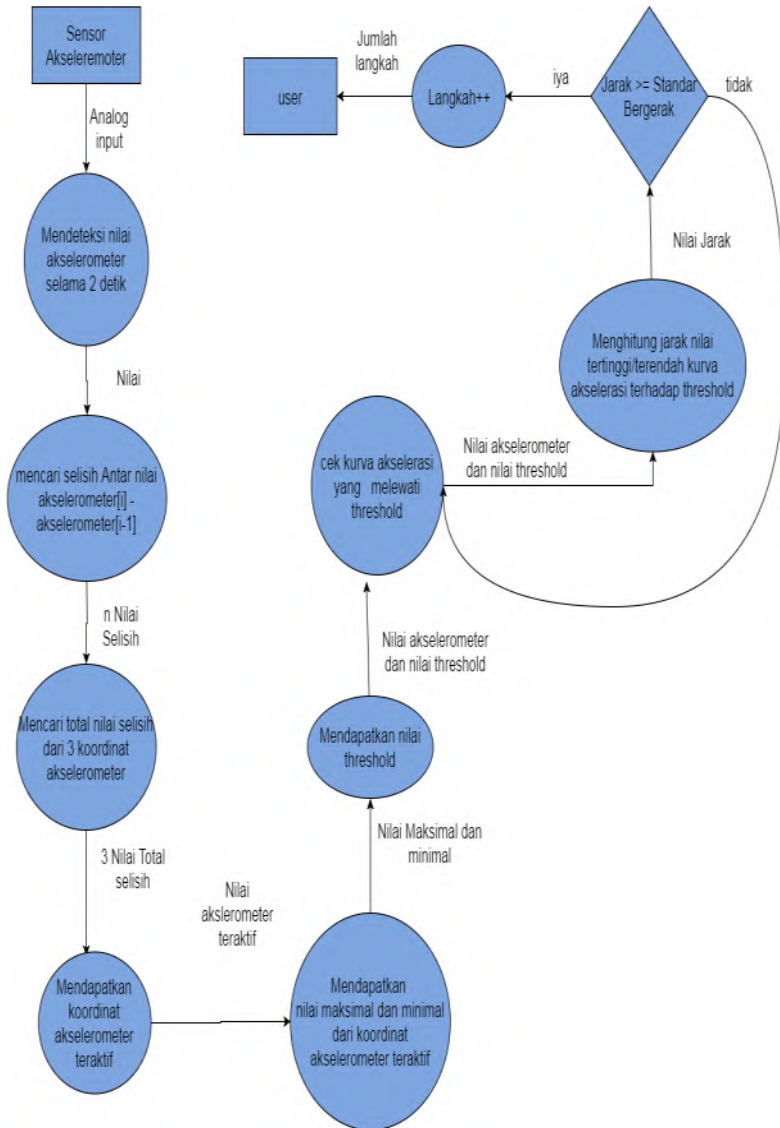 Sensor
Akseleremoter
Analog
input
Mendeteksi nilai
akselerometer
selama 2 detik
Nilai
mencari selisih Antar nilai
akselerometer[i] -
akselerometer[i-1]
n Nilai
Selisih
Mencari total nilai selisih
dari 3 koordinat
akselerometer
3 Nilai Total
selisih
Mendapatkan
koordinat
akselerometer
teraktif
Nilai
akslerometer
teraktif
Mendapatkan
nilai maksimal dan minimal
dari koordinat
akselerometer teraktif
Nilai Maksimal dan
minimal
Mendapatkan nilai
threshold
Nilai akselerometer
dan nilai threshold
cek kurva akselerasi
yang melewati
threshold
Nilai akselerometer
dan nilai threshold
Menghitung jarak nilai
tertinggi/terendah kurva
akselerasi terhadap threshold
Nilai Jarak
Jarak >= Standar
Bergerak
tidak
iya
Langkah++
Jumlah
langkah
user